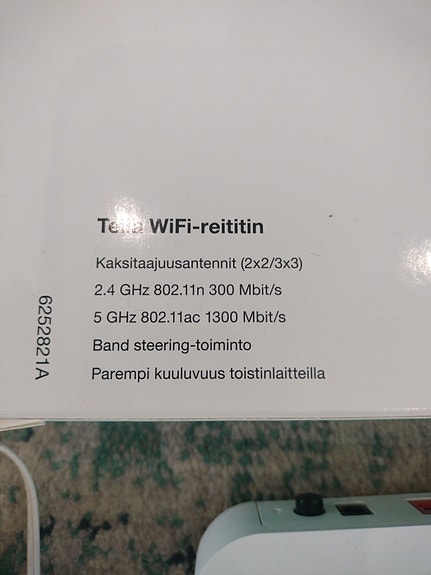 WiFi-reititin
Kaksitaajuusantennit (2x2/3x3)
2.4 GHz 802.11n 300 Mbit/s
5 GHz 802.11ac 1300 Mbit/s
Band steering-toiminto
Parempi kuuluvuus toistinlaitteilla
6252821A